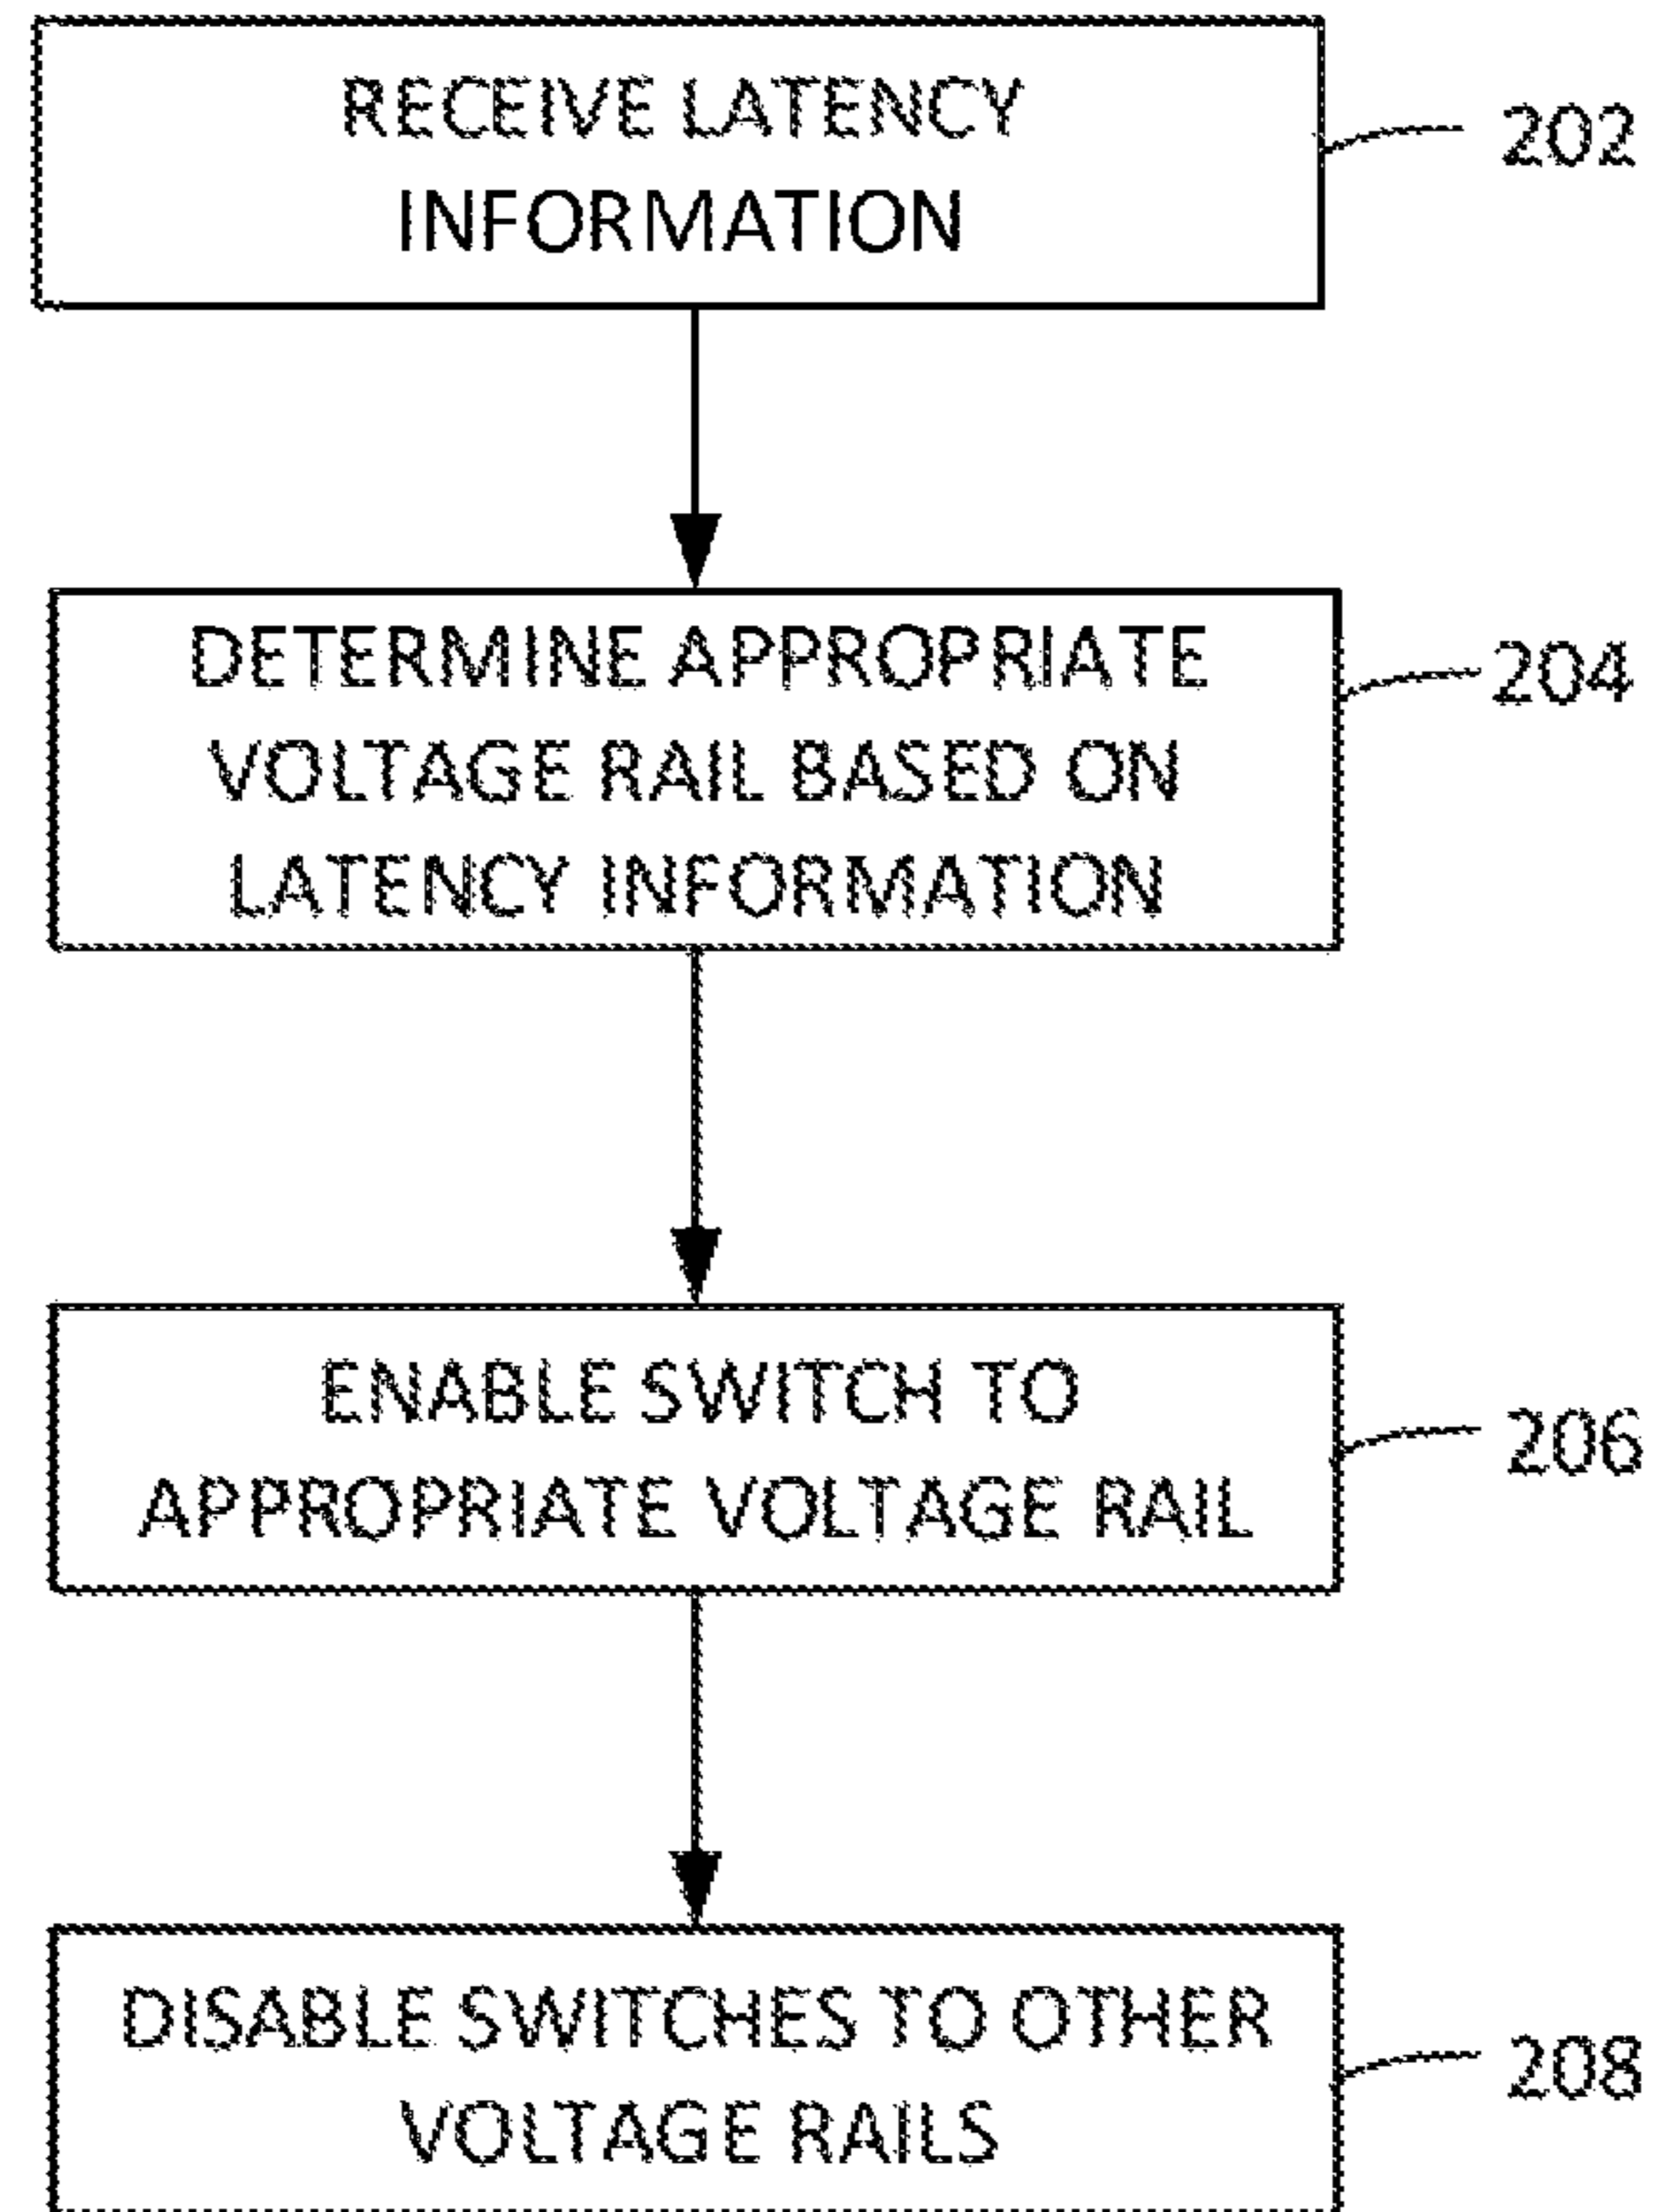 RECEIVE LATENCY
INFORMATION
202
DETERMINE APPROPRIATE
VOLTAGE RAIL BASED ON
LATENCY INFORMATION
204
ENABLE SWITCH TO
APPROPRIATE VOLTAGE RAIL
206
DISABLE SWITCHES TO OTHER
VOLTAGE RAILS
208